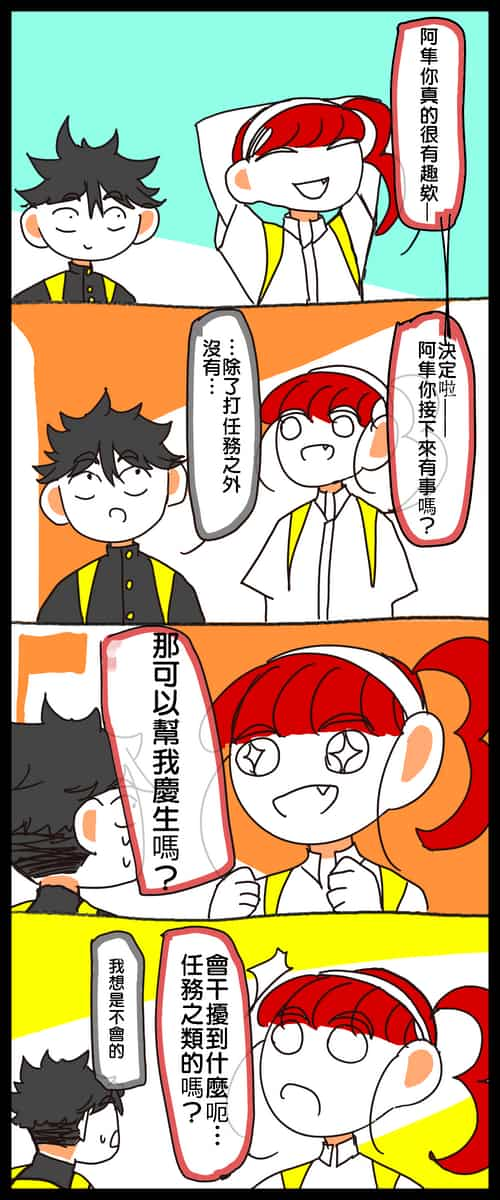 阿隼你真的很有趣欸—
決定啦——
阿隼你接下來有事嗎？
…除了打任務之外
沒有…
那可以幫我慶生嗎？
會干擾到什麼呃…
任務之類的嗎？
我想是不會的